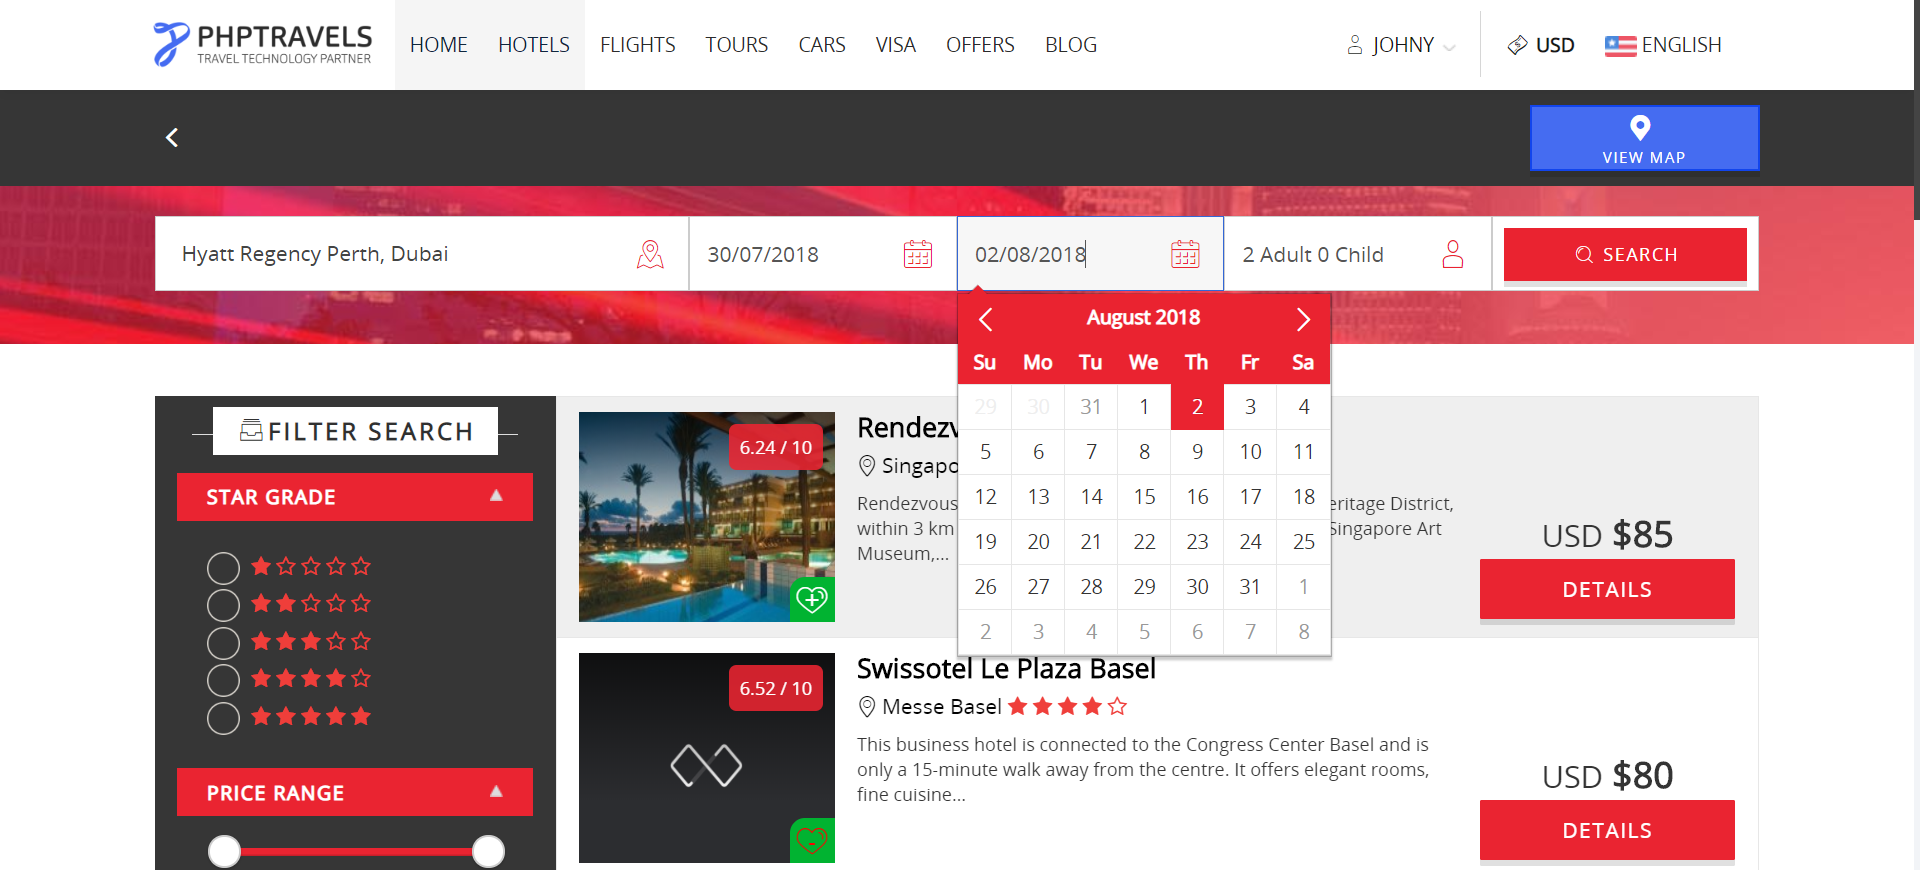 PHPTRAVELS
TRAVEL TECHNOLOGY PARTNER
HOME HOTELS FLIGHTS TOURS CARS VISA OFFERS BLOG
JOHNY USD ENGLISH
VIEW MAP
Hyatt Regency Perth, Dubai 30/07/2018 02/08/2018 2 Adult 0 Child SEARCH
August 2018
Su Mo Tu We Th Fr Sa
29 30 31 1 2 3 4
5 6 7 8 9 10 11
12 13 14 15 16 17 18
19 20 21 22 23 24 25
26 27 28 29 30 31 1
2 3 4 5 6 7 8
FILTER SEARCH
STAR GRADE
PRICE RANGE
6.24 / 10
Rendezv
Singapo
Rendezvous eritage District,
within 3 km Singapore Art
Museum,...
USD $85
DETAILS
6.52 / 10
Swissotel Le Plaza Basel
Messe Basel
This business hotel is connected to the Congress Center Basel and is
only a 15-minute walk away from the centre. It offers elegant rooms,
fine cuisine...
USD $80
DETAILS